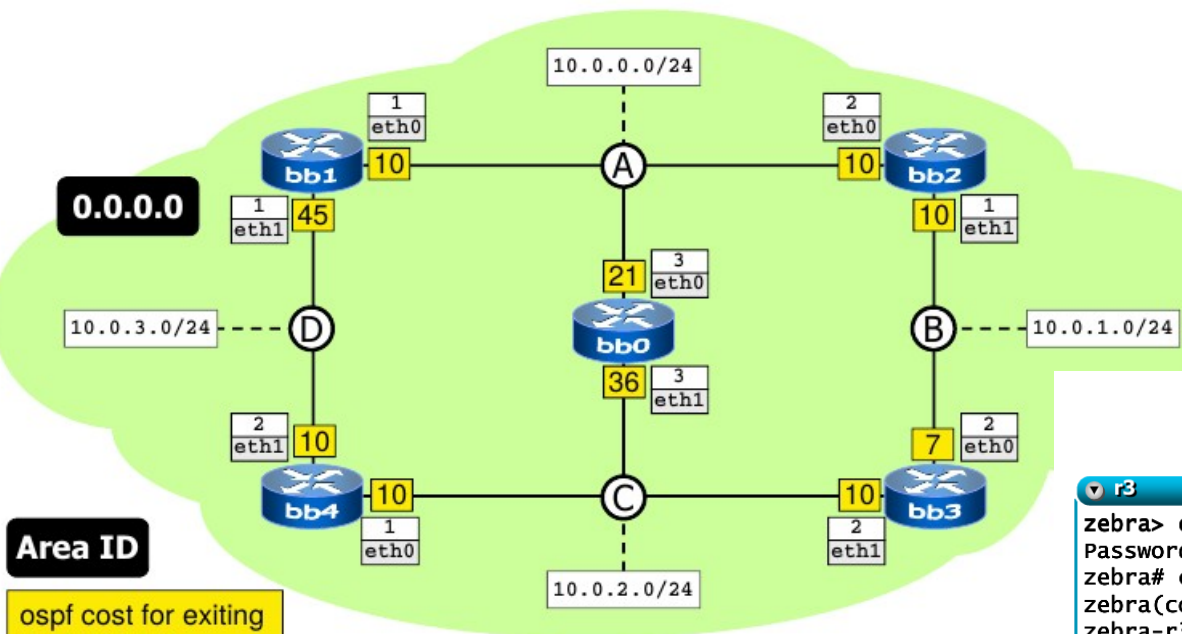 10.0.0.0/24
1
eth0
2
eth0
bb1
10
A
10
bb2
0.0.0.0
1
eth1
45
10
1
eth1
21
3
eth0
10.0.3.0/24
D
bb0
B
10.0.1.0/24
36
3
eth1
2
eth1
10
7
2
eth0
bb4
10
1
eth0
C
10
2
eth1
bb3
10.0.2.0/24
Area ID
ospf cost for exiting
r3
zebra>
Password
zebra#